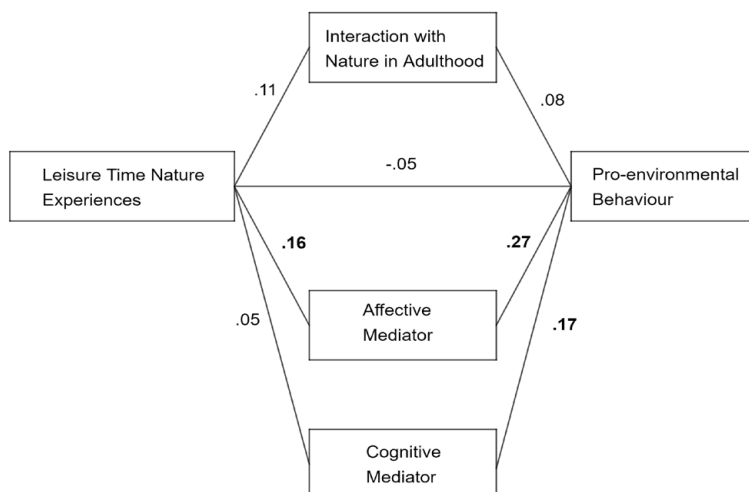 Interaction with
Nature in Adulthood
.11
.08
Leisure Time Nature
Experiences
-.05
Pro-environmental
Behaviour
.16
.27
Affective
Mediator
.05
.17
Cognitive
Mediator